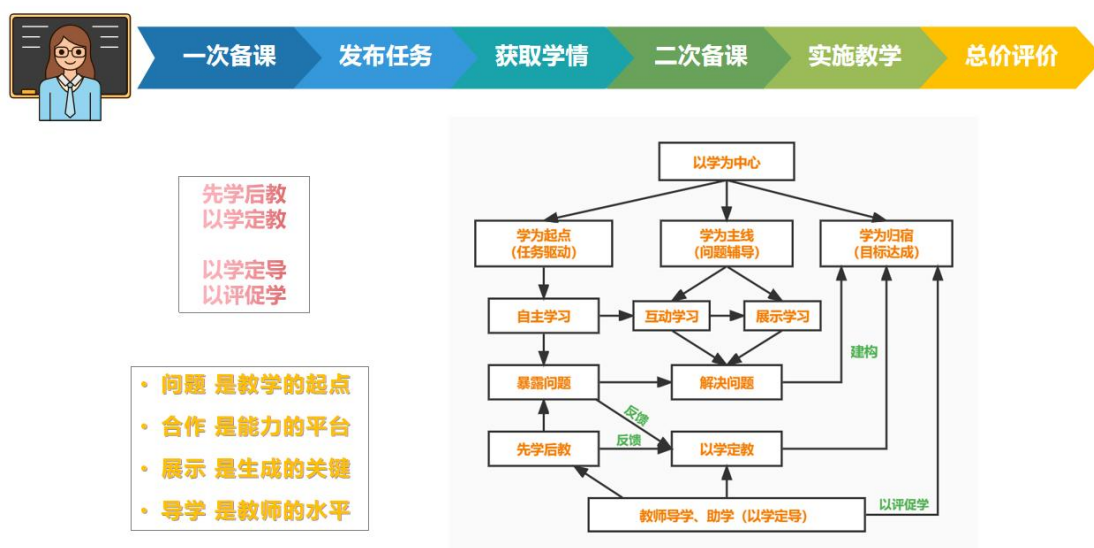 一次备课
发布任务
获取学情
二次备课
实施教学
总价评价
先学后教
以学定教
以学定导
以评促学
• 问题 是教学的起点
• 合作 是能力的平台
• 展示 是生成的关键
• 导学 是教师的水平
以学为中心
学为起点
(任务驱动)
学为主线
(问题辅导)
学为归宿
(目标达成)
自主学习
互动学习
展示学习
建构
暴露问题
解决问题
反馈
反馈
先学后教
以学定教
教师导学、助学（以学定导）
以评促学